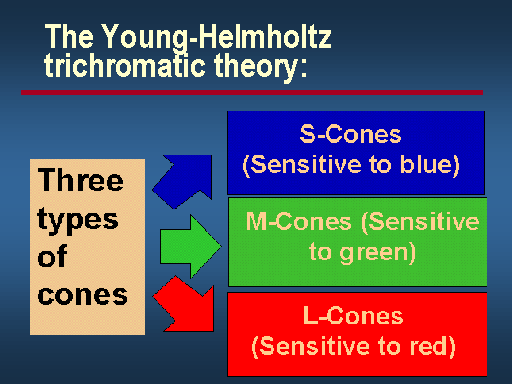 The Young-Helmholtz
trichromatic theory:
Three
types
of
cones
S-Cones
(Sensitive to blue)
M-Cones (Sensitive
to green)
L-Cones
(Sensitive to red)